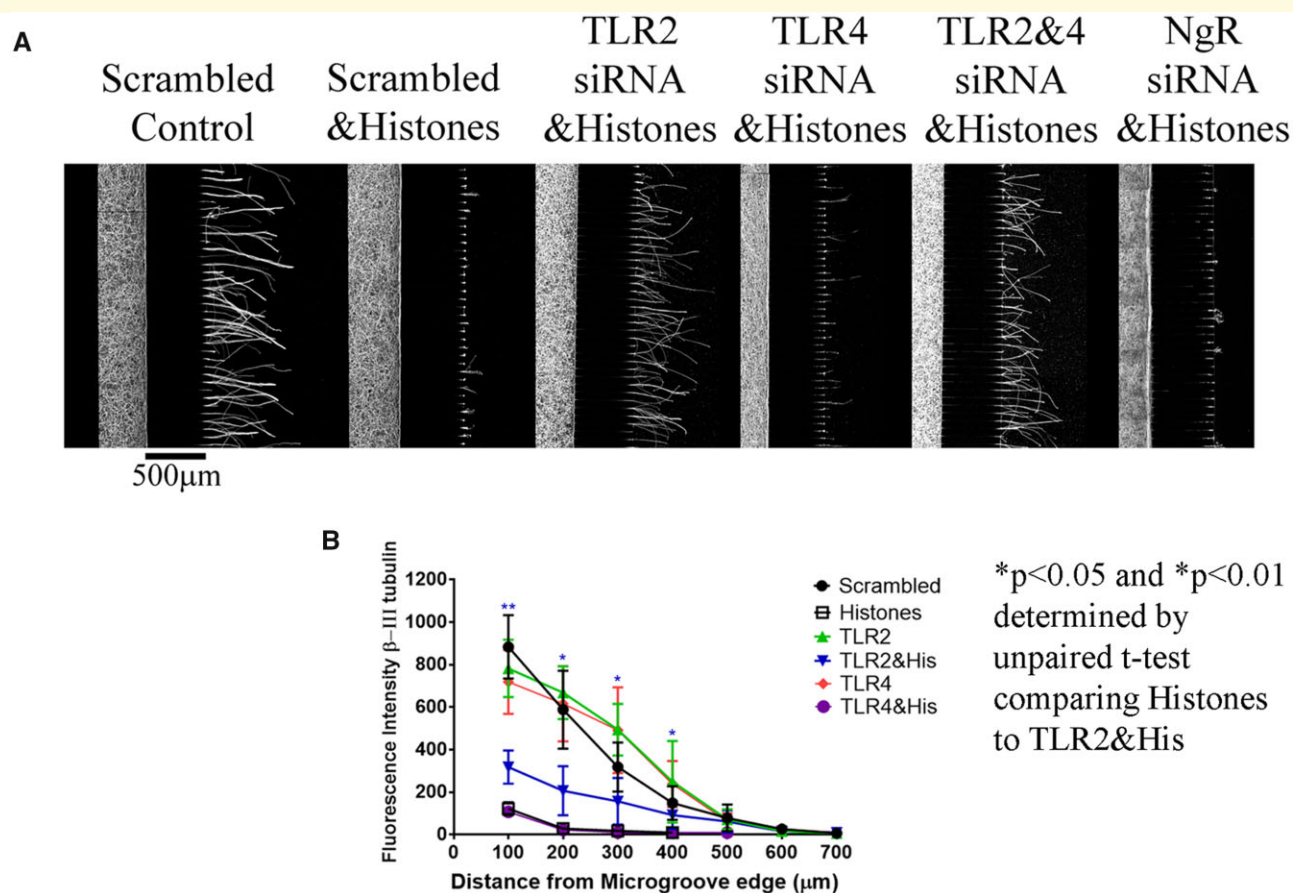 A
Scrambled
Control
Scrambled
&Histones
TLR2
siRNA
&Histones
TLR4
siRNA
&Histones
TLR2&4
siRNA
&Histones
NgR
siRNA
&Histones
500μm
B
Fluorescence Intensity β–III tubulin
1200
1000
800
600
400
200
0
**
*
*
*
0 100 200 300 400 500 600 700
Distance from Microgroove edge (μm)
Scrambled
Histones
TLR2
TLR2&His
TLR4
TLR4&His
*p<0.05 and *p<0.01
determined by
unpaired t-test
comparing Histones
to TLR2&His